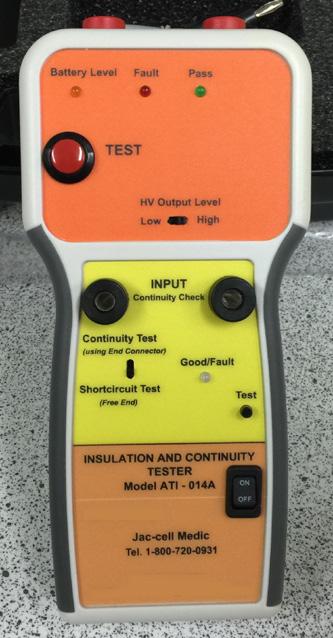 Battery Level Fault Pass
TEST
HV Output Level
Low High
INPUT
Continuity Check
Continuity Test
(using End Connector)
Good/Fault
Shortcircuit Test
(Free End)
Test
INSULATION AND CONTINUITY
TESTER
Model ATI - 014A
ON
OFF
Jac-cell Medic
Tel. 1-800-720-0931